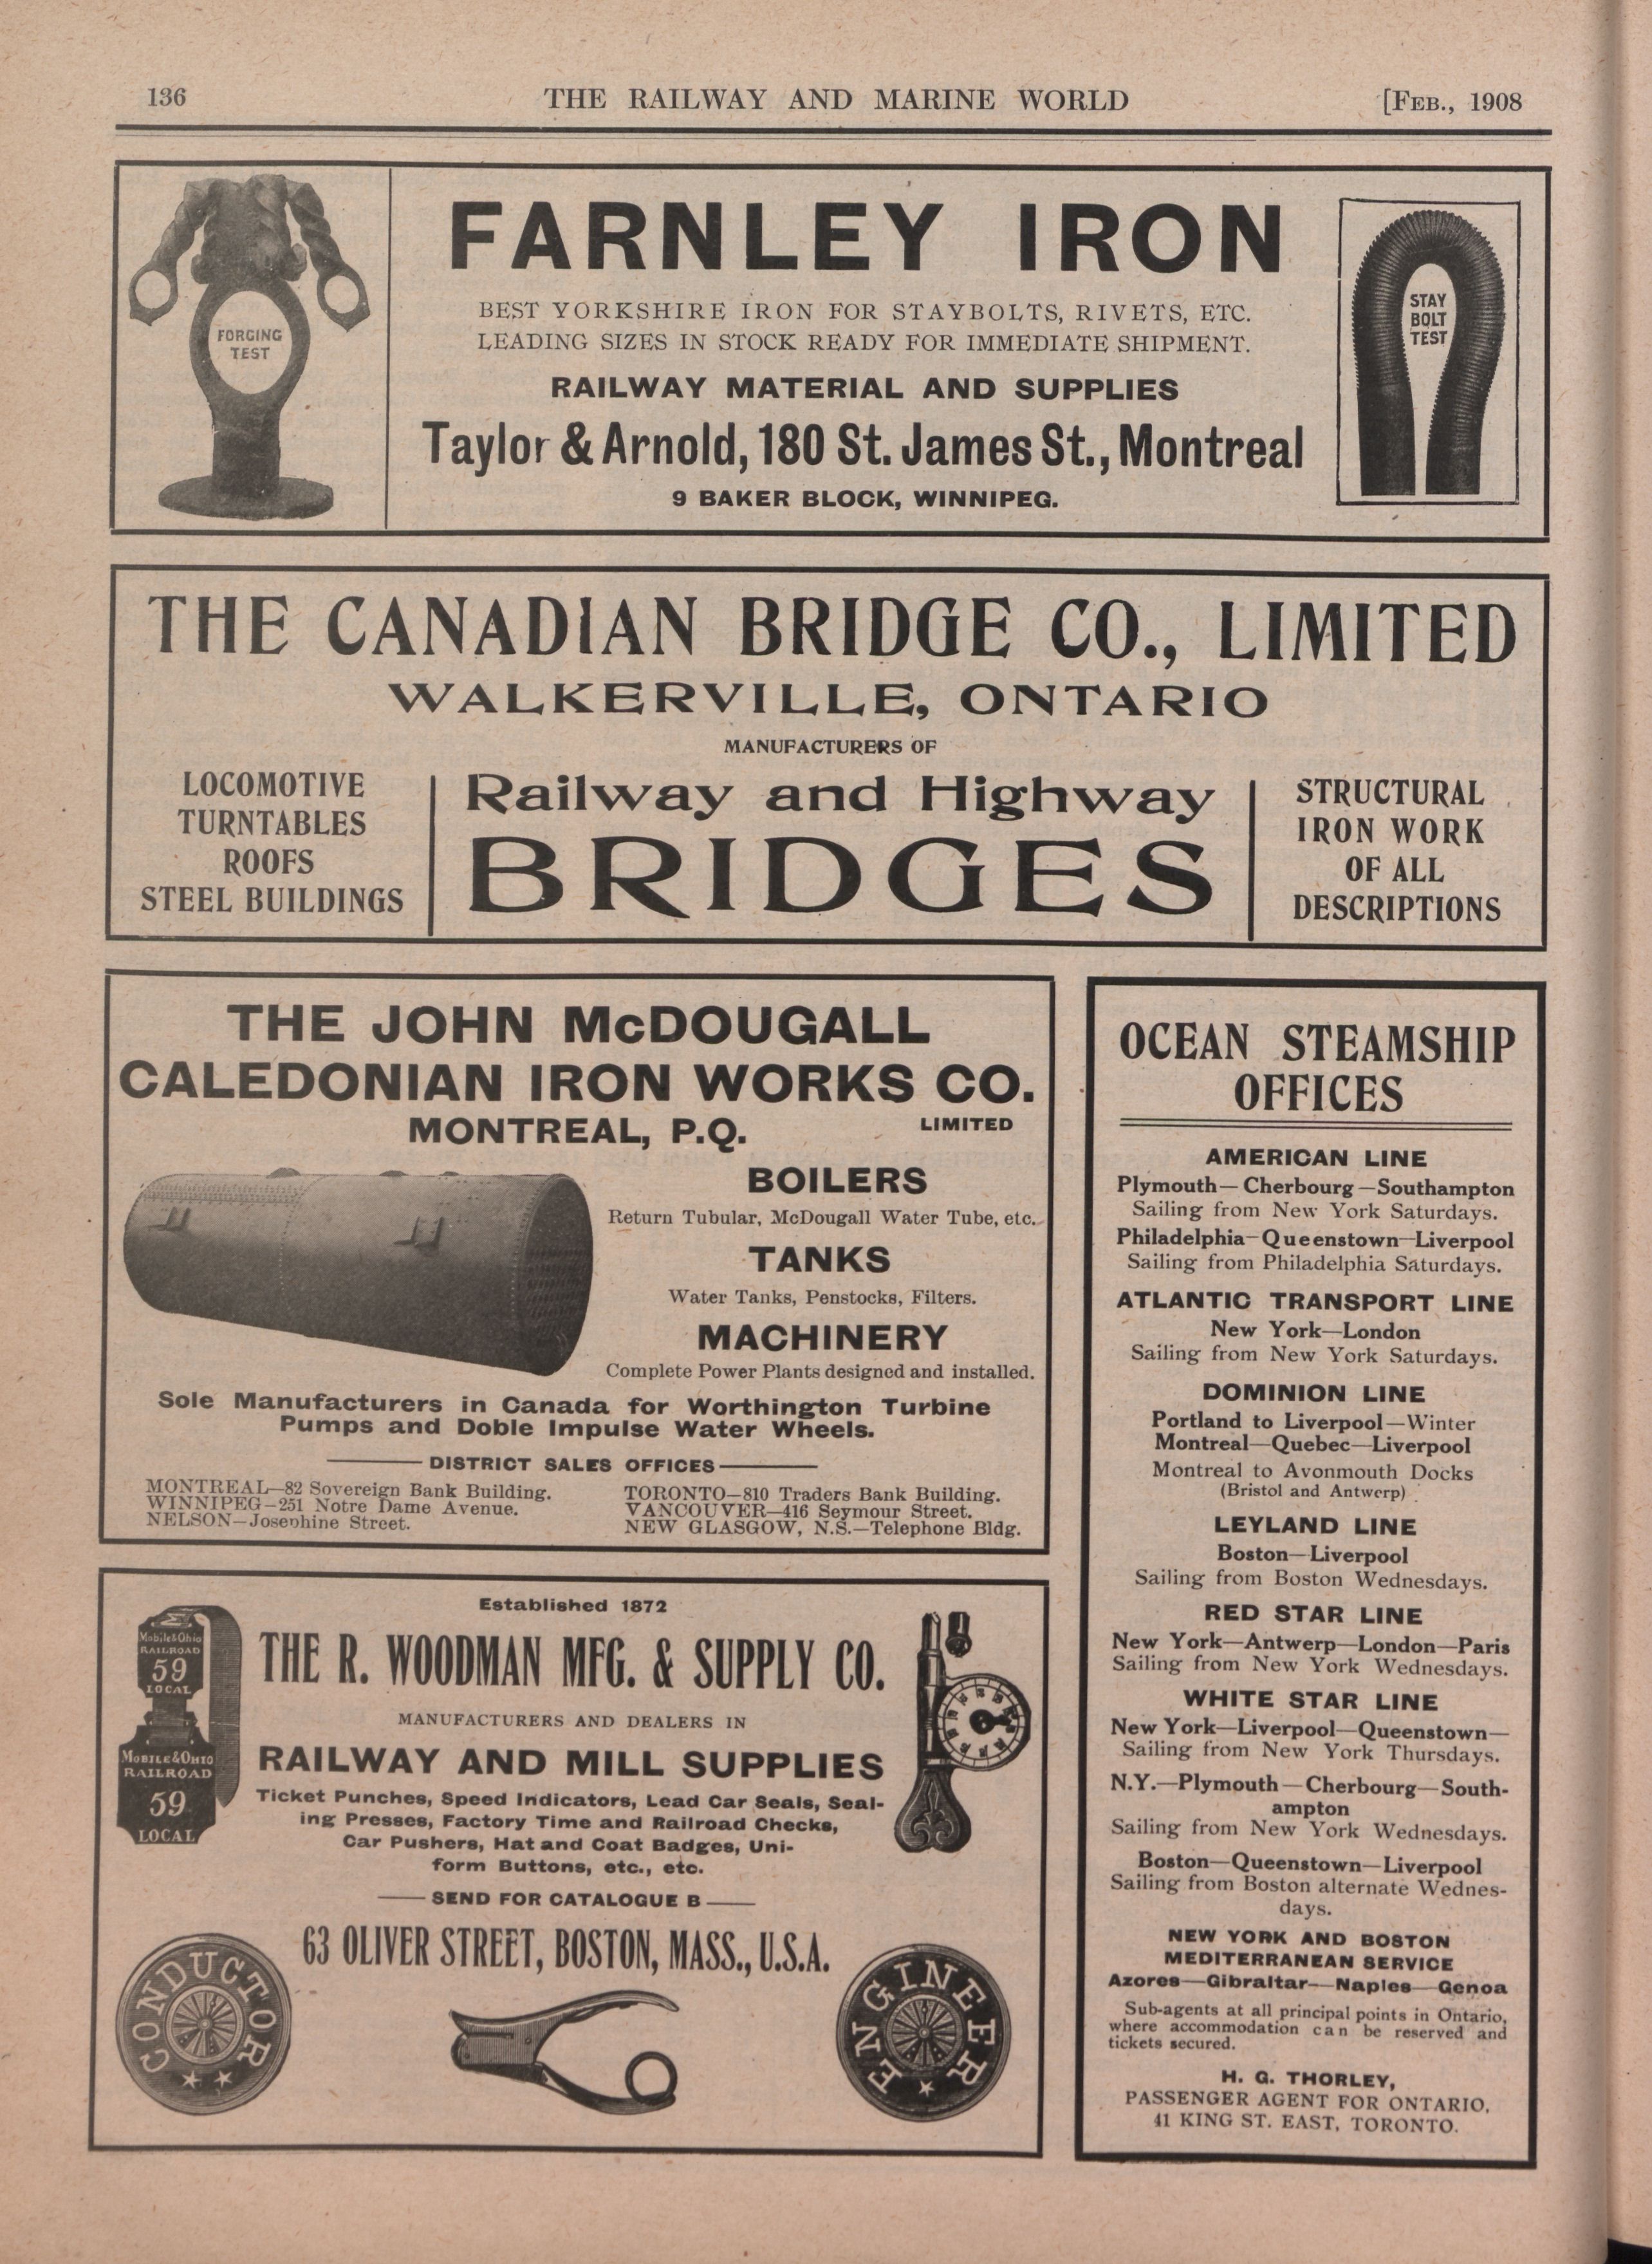 136
THE RAILWAY AND MARINE WORLD
[FEB., 1908
FORGING
TEST
FARNLEY IRON
BEST YORKSHIRE IRON FOR STAYBOLTS, RIVETS, ETC.
LEADING SIZES IN STOCK READY FOR IMMEDIATE SHIPMENT.
RAILWAY MATERIAL AND SUPPLIES
Taylor & Arnold, 180 St. James St., Montreal
9 BAKER BLOCK, WINNIPEG.
STAY
BOLT
TEST
THE CANADIAN BRIDGE CO., LIMITED
WALKERVILLE, ONTARIO
MANUFACTURERS OF
LOCOMOTIVE
TURNTABLES
ROOFS
STEEL BUILDINGS
Railway and Highway
BRIDGES
STRUCTURAL
IRON WORK
OF ALL
DESCRIPTIONS
THE JOHN McDOUGALL
CALEDONIAN IRON WORKS CO.
MONTREAL, P.Q. LIMITED
BOILERS
Return Tubular, McDougall Water Tube, etc.
TANKS
Water Tanks, Penstocks, Filters.
MACHINERY
Complete Power Plants designed and installed.
Sole Manufacturers in Canada for Worthington Turbine
Pumps and Doble Impulse Water Wheels.
DISTRICT SALES OFFICES
MONTREAL—82 Sovereign Bank Building.
WINNIPEG—251 Notre Dame Avenue.
NELSON—Josephine Street.
TORONTO—810 Traders Bank Building.
VANCOUVER—416 Seymour Street.
NEW GLASGOW, N.S.—Telephone Bldg.
Established 1872
THE R. WOODMAN MFG. & SUPPLY CO.
MANUFACTURERS AND DEALERS IN
RAILWAY AND MILL SUPPLIES
Ticket Punches, Speed Indicators, Lead Car Seals, Seal-
ing Presses, Factory Time and Railroad Checks,
Car Pushers, Hat and Coat Badges, Uni-
form Buttons, etc., etc.
SEND FOR CATALOGUE B
63 OLIVER STREET, BOSTON, MASS., U.S.A.
Mobile&Ohio
RAILROAD
59
LOCAL
MOBILE&OHIO
RAILROAD
59
LOCAL
CONDUCTOR
ENGINEER
OCEAN STEAMSHIP
OFFICES
AMERICAN LINE
Plymouth—Cherbourg—Southampton
Sailing from New York Saturdays.
Philadelphia—Queenstown—Liverpool
Sailing from Philadelphia Saturdays.
ATLANTIC TRANSPORT LINE
New York—London
Sailing from New York Saturdays.
DOMINION LINE
Portland to Liverpool—Winter
Montreal—Quebec—Liverpool
Montreal to Avonmouth Docks
(Bristol and Antwerp)
LEYLAND LINE
Boston—Liverpool
Sailing from Boston Wednesdays.
RED STAR LINE
New York—Antwerp—London—Paris
Sailing from New York Wednesdays.
WHITE STAR LINE
New York—Liverpool—Queenstown—
Sailing from New York Thursdays.
N.Y.—Plymouth—Cherbourg—South-
ampton
Sailing from New York Wednesdays.
Boston—Queenstown—Liverpool
Sailing from Boston alternate Wednes-
days.
NEW YORK AND BOSTON
MEDITERRANEAN SERVICE
Azores—Gibraltar—Naples—Genoa
Sub-agents at all principal points in Ontario,
where accommodation can be reserved and
tickets secured.
H. G. THORLEY,
PASSENGER AGENT FOR ONTARIO,
41 KING ST. EAST, TORONTO.